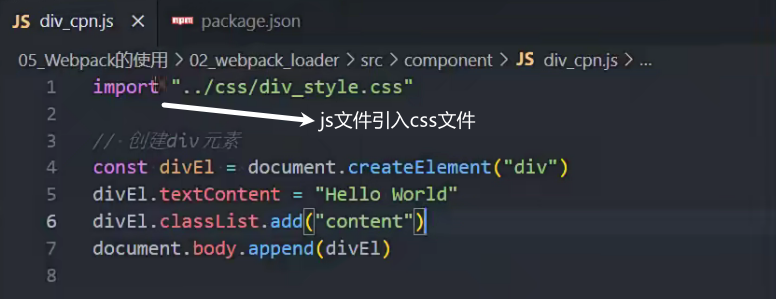 JS div_cpn.js × npm package.json
05_Webpack的使用 > 02_webpack_loader > src > component > JS div_cpn.js > ...
1 import "../css/div_style.css"
2 js文件引入css文件
3 // 创建div元素
4 const divEl = document.createElement("div")
5 divEl.textContent = "Hello World"
6 divEl.classList.add("content")
7 document.body.append(divEl)
8